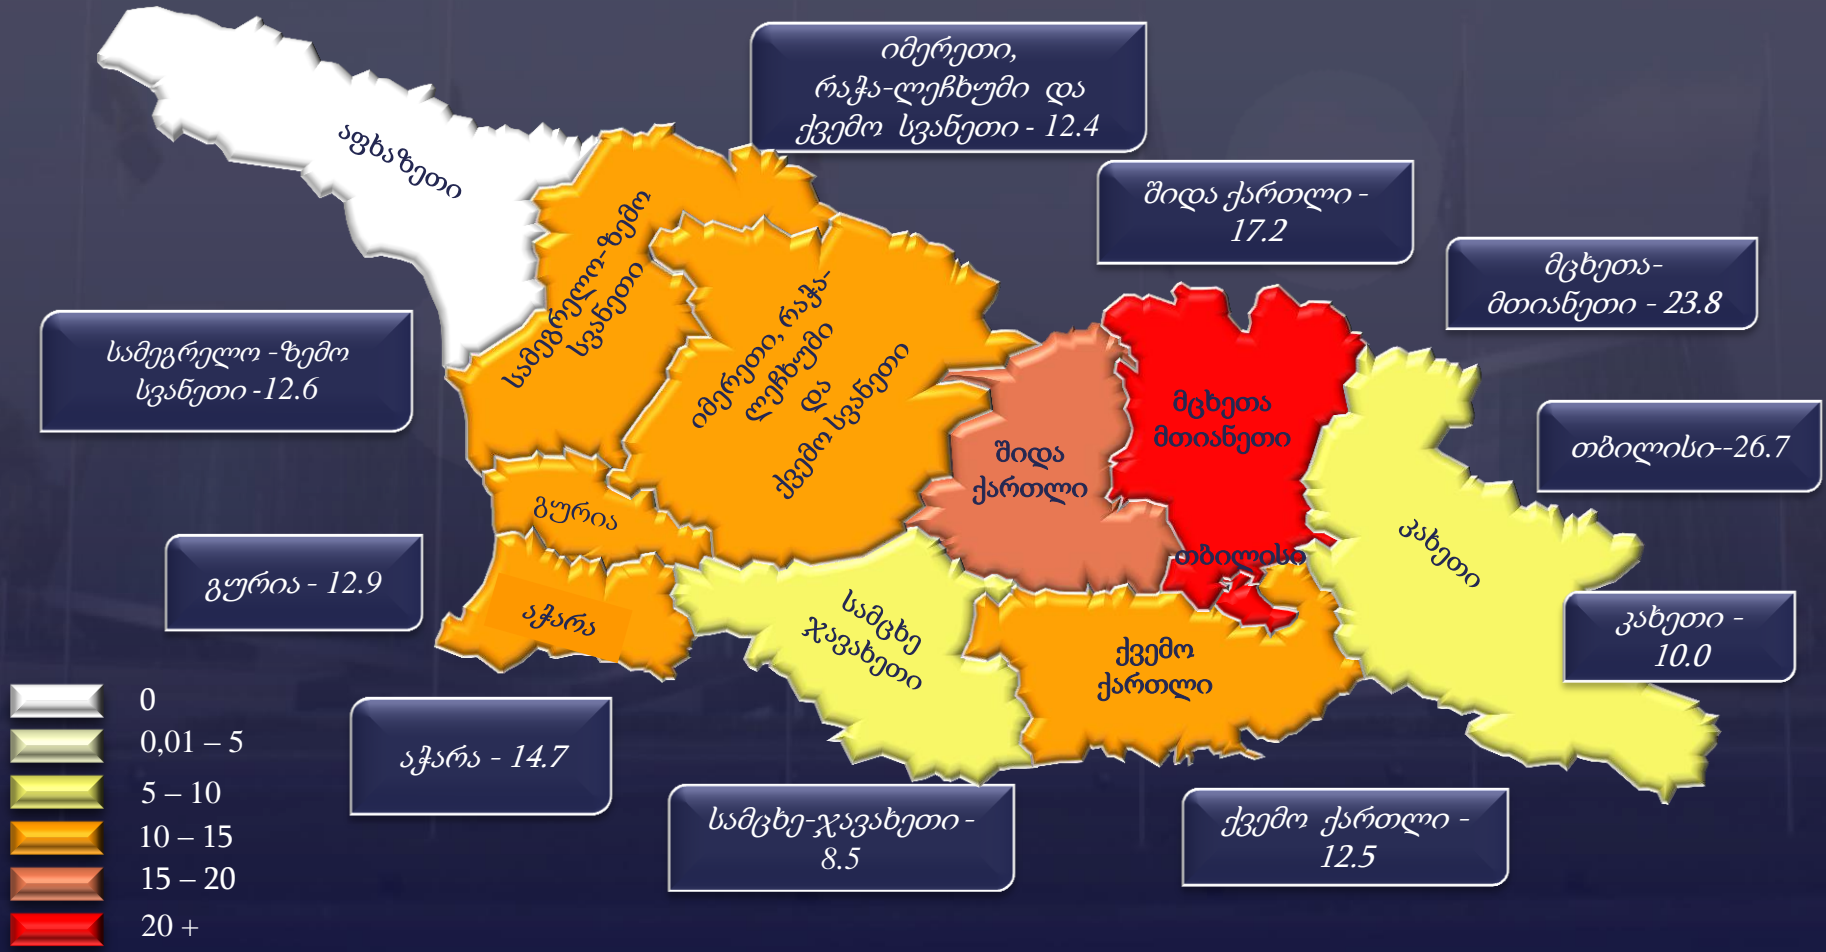 იმერეთი,
რაჭა-ლეჩხუმი და
ქვემო სვანეთი - 12.4
შიდა ქართლი -
17.2
მცხეთა-
მთიანეთი - 23.8
სამეგრელო -ზემო
სვანეთი -12.6
თბილისი--26.7
გურია - 12.9
კახეთი -
10.0
აჭარა - 14.7
სამცხე-ჯავახეთი -
8.5
ქვემო ქართლი -
12.5
აფხაზეთი
სამეგრელო-ზემო
სვანეთი
იმერეთი, რაჭა-
ლეჩხუმი
და
ქვემო სვანეთი
შიდა
ქართლი
მცხეთა
მთიანეთი
თბილისი
კახეთი
გურია
აჭარა
სამცხე
ჯავახეთი
ქვემო
ქართლი
0
0,01 – 5
5 – 10
10 – 15
15 – 20
20 +